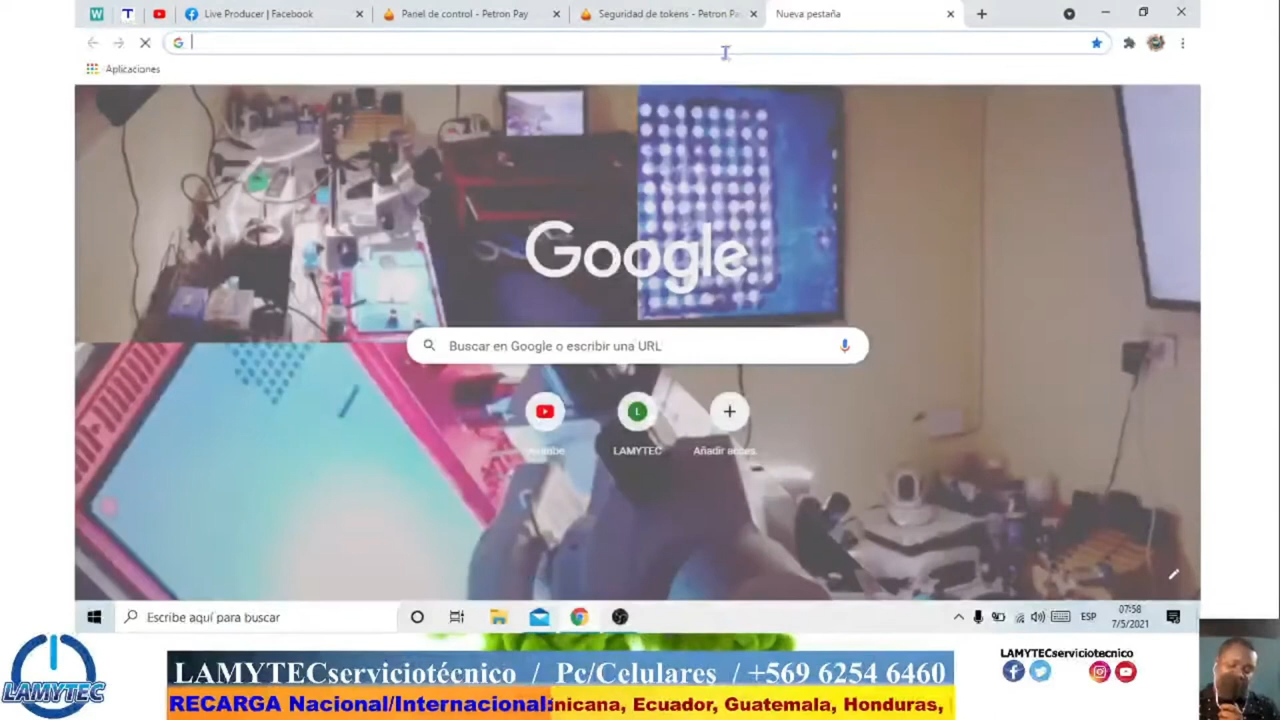 W
T
Live Producer | Facebook
Panel de control - Petron Pay
Seguridad de tokens - Petron Pa
Nueva pestaña
Aplicaciones
Google
Buscar en Google o escribir una URL
L
LAMYTEC
Añadir acces
Escribe aquí para buscar
ESP
07:58
7/5/2021
LAMYTEC
LAMYTECserviciotécnico / Pc/Celulares / +569 6254 6460
RECARGA Nacional/Internacional:nicana, Ecuador, Guatemala, Honduras,
LAMYTECserviciotecnico